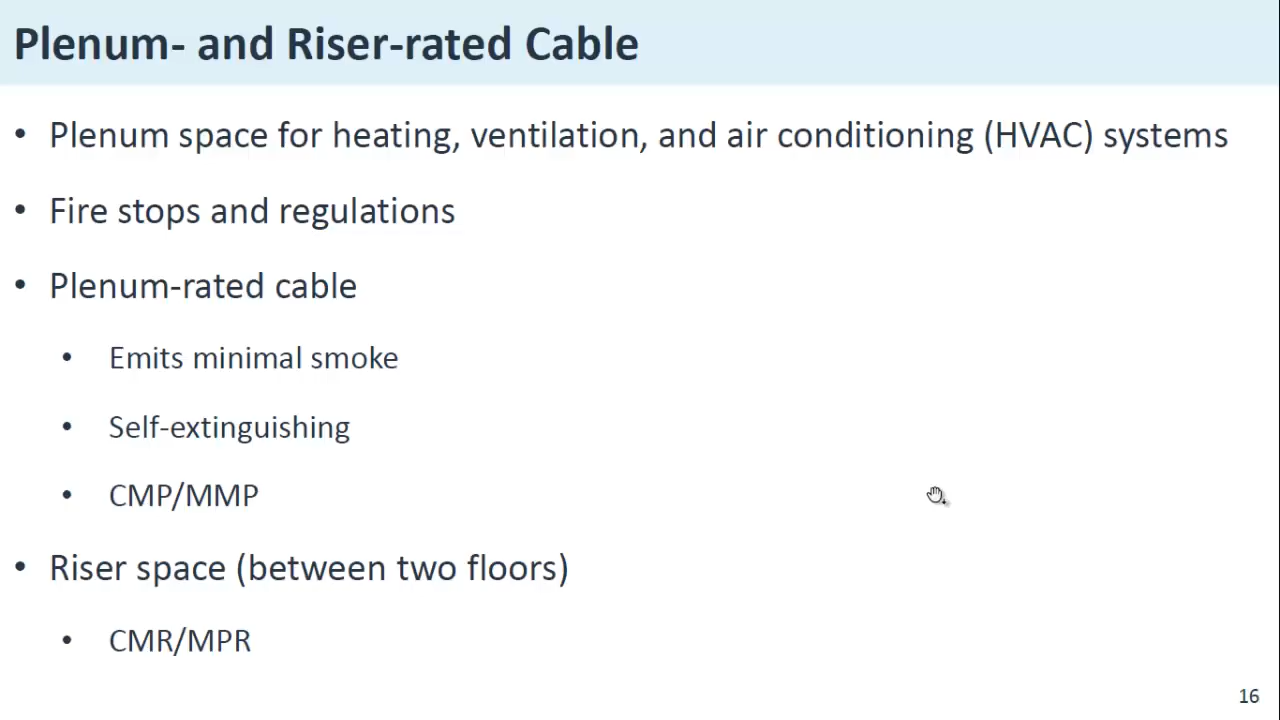 Plenum- and Riser-rated Cable
• Plenum space for heating, ventilation, and air conditioning (HVAC) systems
• Fire stops and regulations
• Plenum-rated cable
• Emits minimal smoke
• Self-extinguishing
• CMP/MMP
• Riser space (between two floors)
• CMR/MPR
16